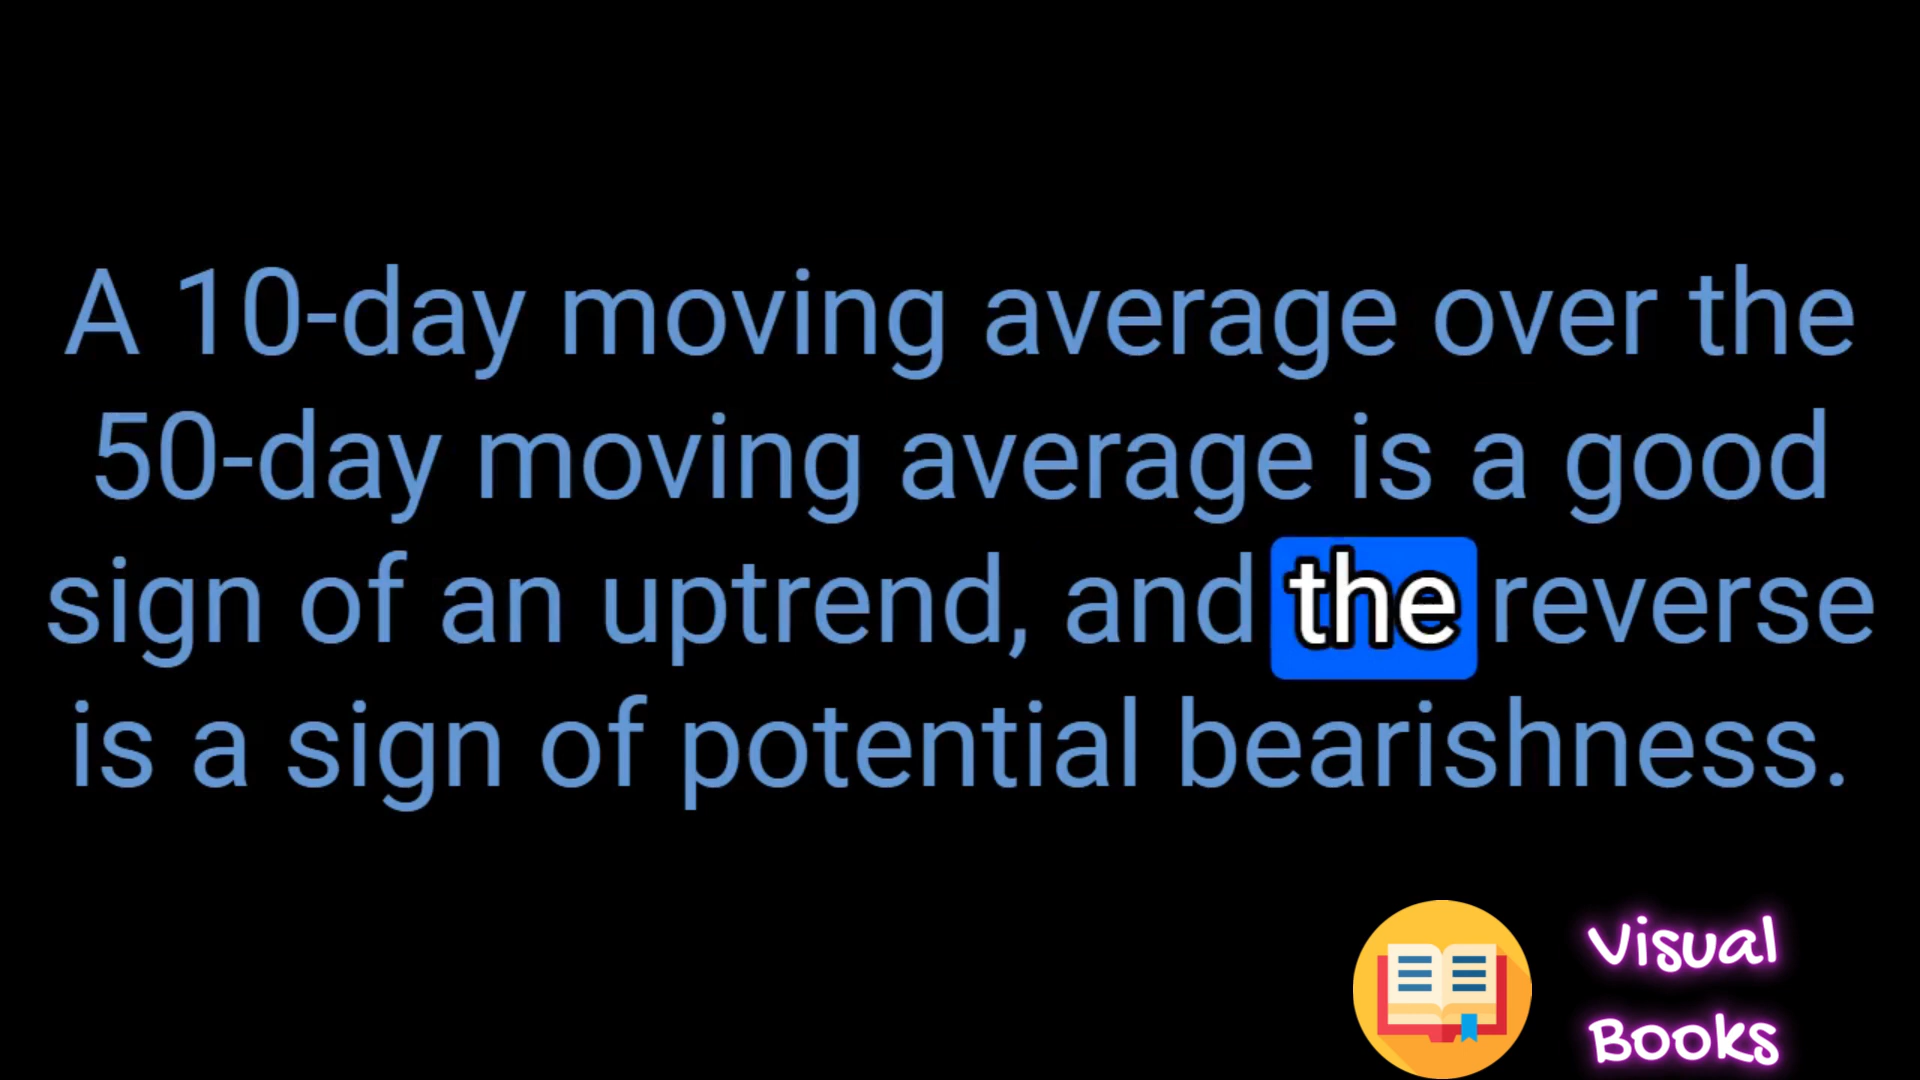 A 10-day moving average over the
50-day moving average is a good
sign of an uptrend, and the reverse
is a sign of potential bearishness.
Visual
Books